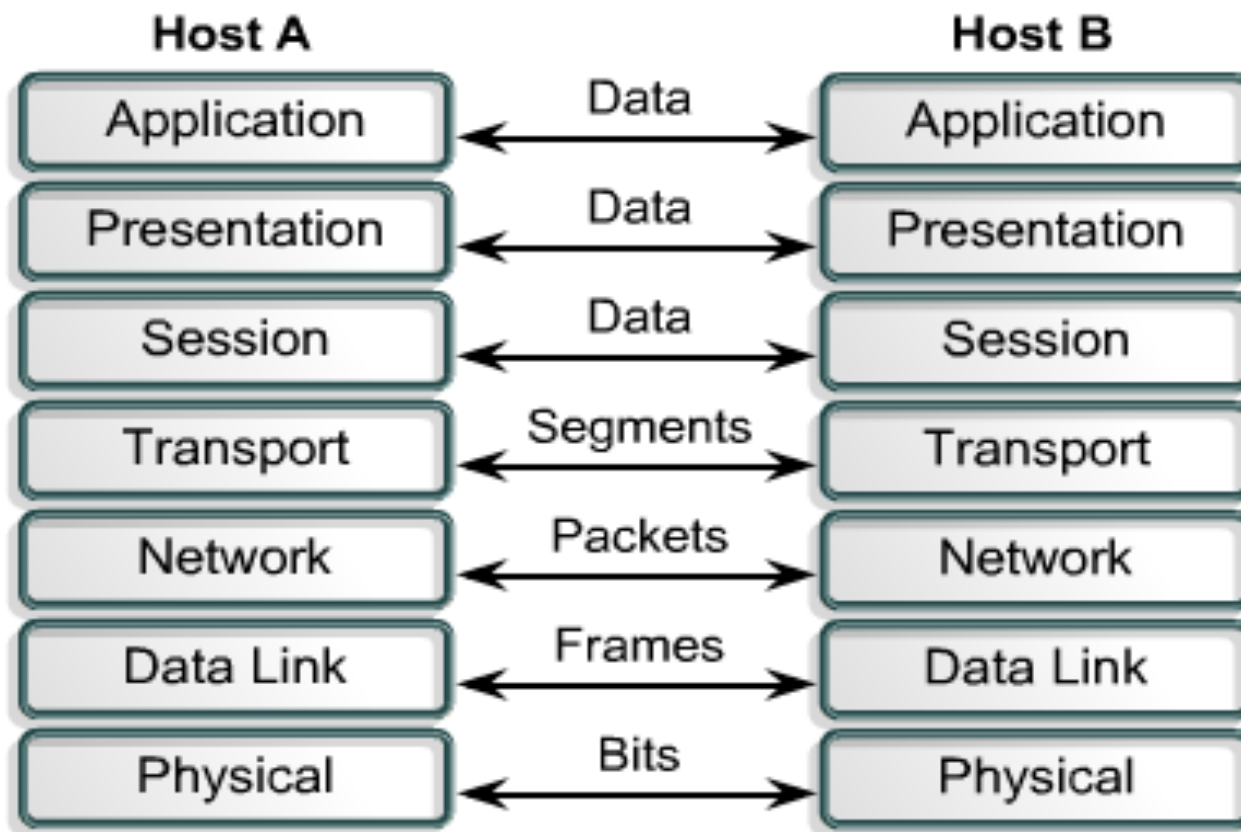 Host A Host B
Application Data Application
Presentation Data Presentation
Session Data Session
Transport Segments Transport
Network Packets Network
Data Link Frames Data Link
Physical Bits Physical